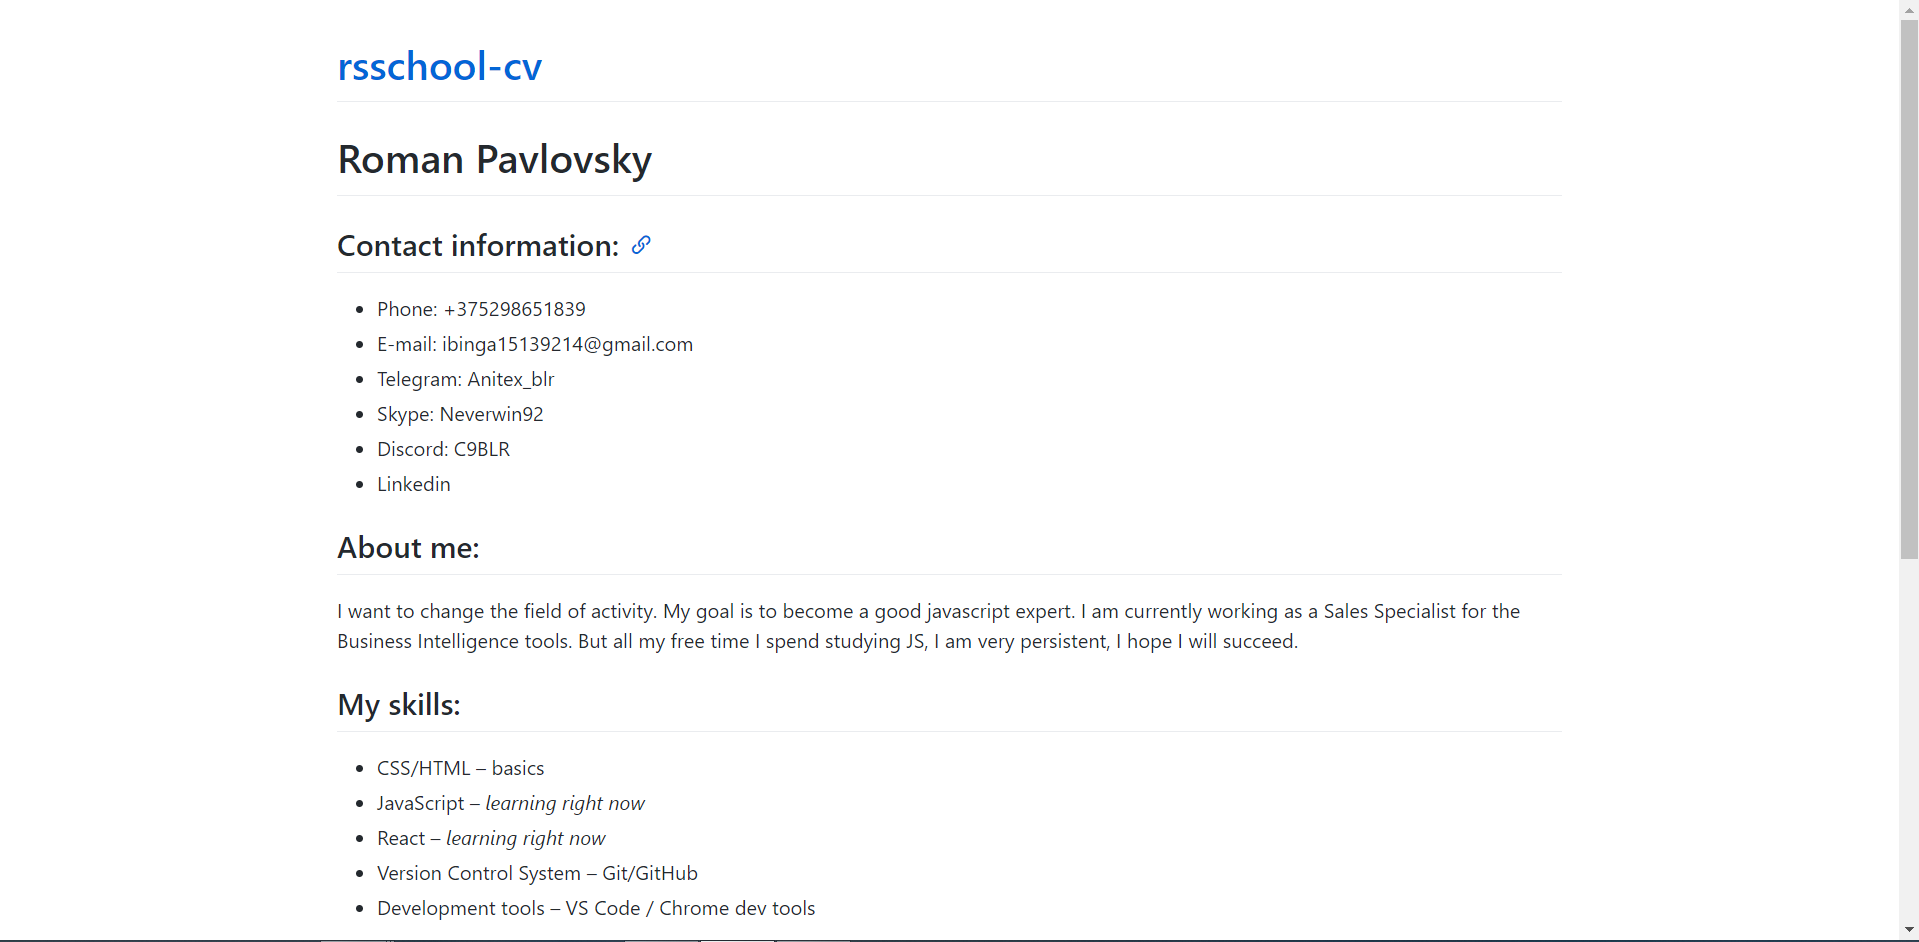 rsschool-cv
Roman Pavlovsky
Contact information:
Phone: +375298651839
E-mail: ibinga15139214@gmail.com
Telegram: Anitex_blr
Skype: Neverwin92
Discord: C9BLR
Linkedin
About me:
I want to change the field of activity. My goal is to become a good javascript expert. I am currently working as a Sales Specialist for the
Business Intelligence tools. But all my free time I spend studying JS, I am very persistent, I hope I will succeed.
My skills:
CSS/HTML – basics
JavaScript – learning right now
React – learning right now
Version Control System – Git/GitHub
Development tools – VS Code / Chrome dev tools